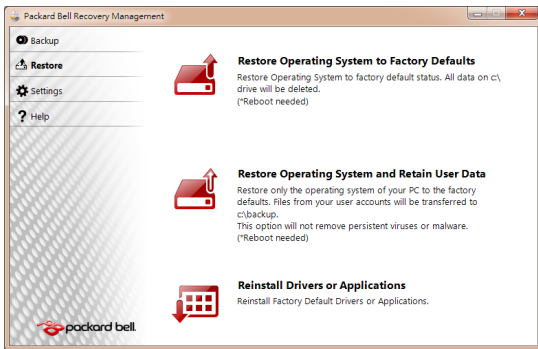 Packard Bell Recovery Management
Backup
Restore
Settings
? Help
Restore Operating System to Factory Defaults
Restore Operating System to factory default status. All data on c:\
drive will be deleted.
(*Reboot needed)
Restore Operating System and Retain User Data
Restore only the operating system of your PC to the factory
defaults. Files from your user accounts will be transferred to
c:\backup.
This option will not remove persistent viruses or malware.
(*Reboot needed)
Reinstall Drivers or Applications
Reinstall Factory Default Drivers or Applications.
packard bell.